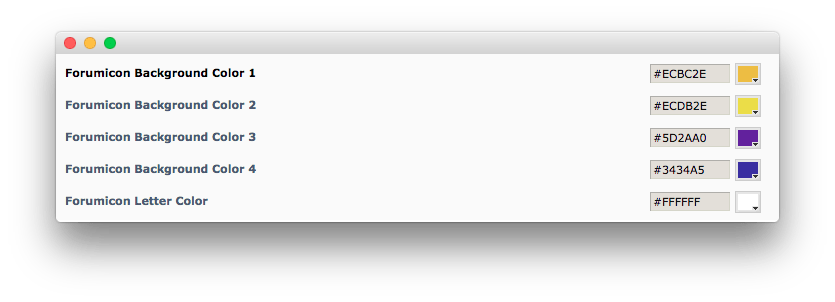 Forumicon Background Color 1 #ECBC2E
Forumicon Background Color 2 #ECDB2E
Forumicon Background Color 3 #5D2AA0
Forumicon Background Color 4 #3434A5
Forumicon Letter Color #FFFFFF